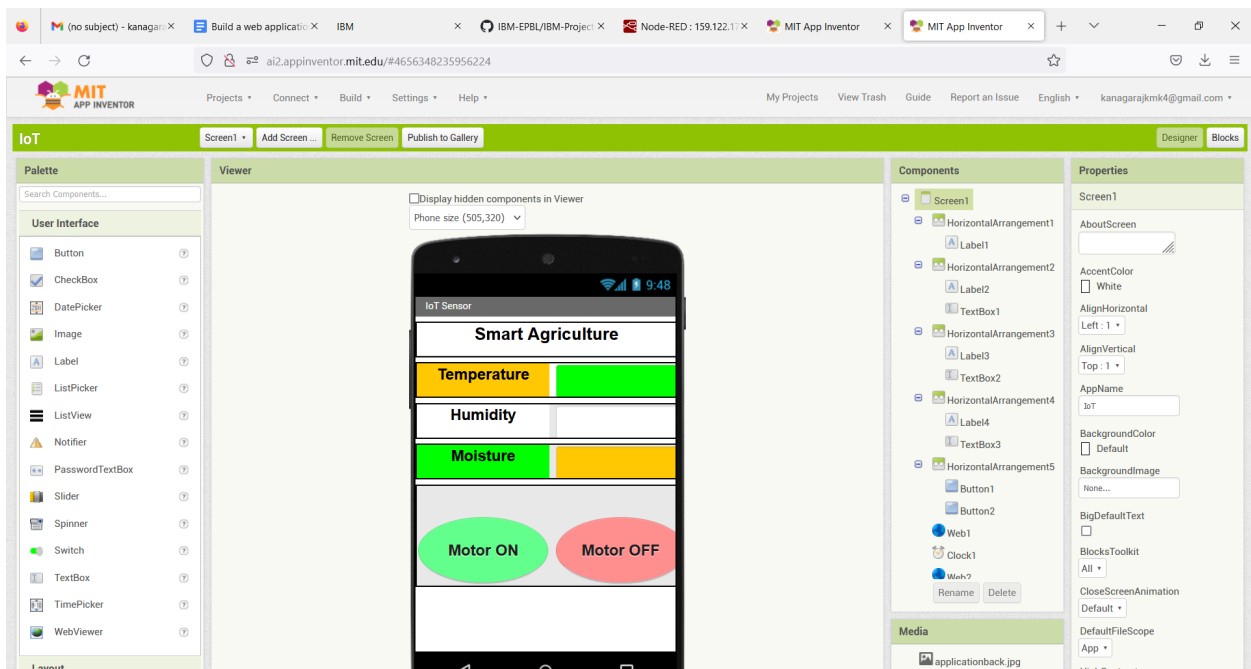 (no subject) - kanagara
Build a web applicatio
IBM
IBM-EPBL/IBM-Project
Node-RED : 159.122.17
MIT App Inventor
MIT App Inventor
ai2.appinventor.mit.edu/#4656348235956224
MIT
APP INVENTOR
Projects
Connect
Build
Settings
Help
My Projects
View Trash
Guide
Report an Issue
English
kanagarajkmk4@gmail.com
IoT
Screen1
Add Screen ...
Remove Screen
Publish to Gallery
Designer
Blocks
Palette
Search Components...
User Interface
Button
CheckBox
DatePicker
Image
Label
ListPicker
ListView
Notifier
PasswordTextBox
Slider
Spinner
Switch
TextBox
TimePicker
WebViewer
Layout
Viewer
Display hidden components in Viewer
Phone size (505,320)
9:48
IoT Sensor
Smart Agriculture
Temperature
Humidity
Moisture
Motor ON
Motor OFF
Components
Screen1
HorizontalArrangement1
Label1
HorizontalArrangement2
Label2
TextBox1
HorizontalArrangement3
Label3
TextBox2
HorizontalArrangement4
Label4
TextBox3
HorizontalArrangement5
Button1
Button2
Web1
Clock1
Web2
Rename
Delete
Media
applicationback.jpg
Properties
Screen1
AboutScreen
AccentColor
White
AlignHorizontal
Left : 1
AlignVertical
Top : 1
AppName
IoT
BackgroundColor
Default
BackgroundImage
None...
BigDefaultText
BlocksToolkit
All
CloseScreenAnimation
Default
DefaultFileScope
App